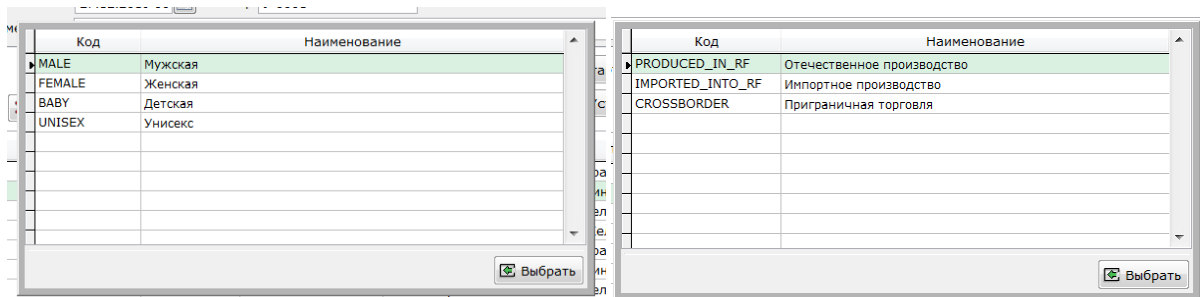 Код Наименование
MALE Мужская
FEMALE Женская
BABY Детская
UNISEX Унисекс
Выбрать
Код Наименование
PRODUCED_IN_RF Отечественное производство
IMPORTED_INTO_RF Импортное производство
CROSSBORDER Приграничная торговля
Выбрать